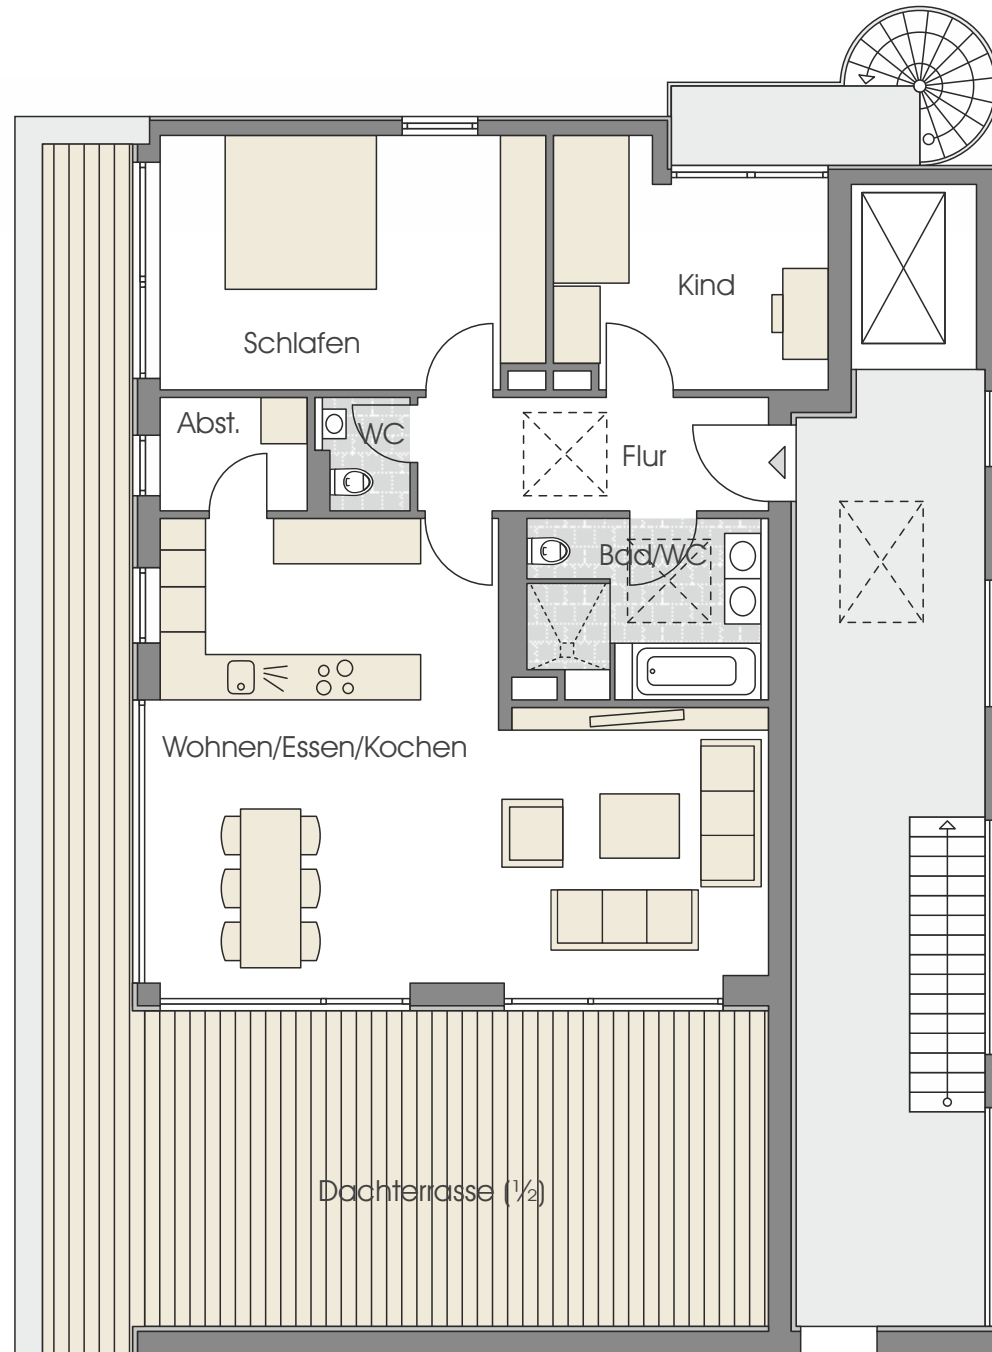 Kind
Schlafen
Abst.
WC
Flur
Bad/WC
Wohnen/Essen/Kochen
Dachterrasse (½)